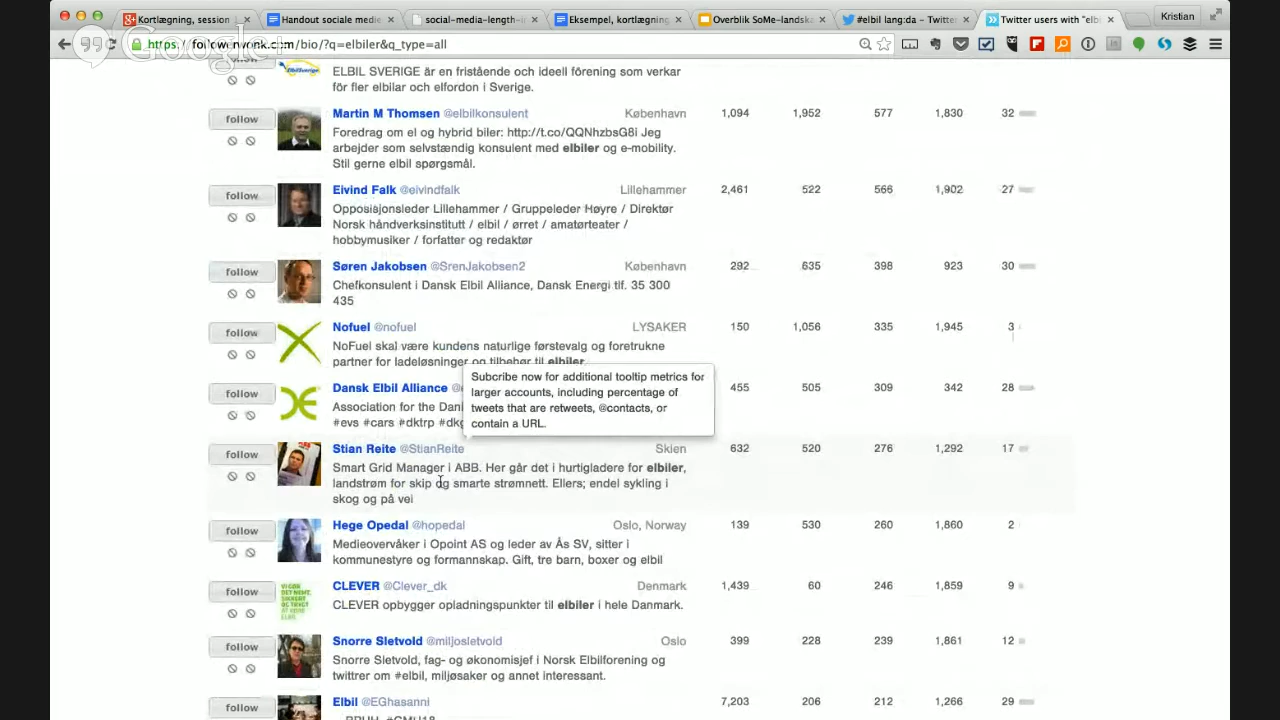 Kortlægning, session
Handout sociale medie
social-media-length-i
Eksempel, kortlægning
Overblik SoMe-landska
#elbil lang:da – Twitter
Twitter users with "elbi
Kristian
https://followerwonk.com/bio/?q=elbiler&q_type=all
Google+
follow
ELBIL SVERIGE är en fristående och ideell förening som verkar
för fler elbilar och elfordon i Sverige.
follow Martin M Thomsen @elbilkonsulent København 1,094 1,952 577 1,830 32
Foredrag om el og hybrid biler: http://t.co/QQNhzbsG8i Jeg
arbejder som selvstændig konsulent med elbiler og e-mobility.
Stil gerne elbil spørgsmål.
follow Eivind Falk @eivindfalk Lillehammer 2,461 522 566 1,902 27
Opposisjonsleder Lillehammer / Gruppeleder Høyre / Direktør
Norsk håndverksinstitutt / elbil / ørret / amatørteater /
hobbymusiker / forfatter og redaktør
follow Søren Jakobsen @SrenJakobsen2 København 292 635 398 923 30
Chefkonsulent i Dansk Elbil Alliance, Dansk Energi tlf. 35 300
435
follow Nofuel @nofuel LYSAKER 150 1,056 335 1,945 3
NoFuel skal være kundens naturlige førstevalg og foretrukne
partner for ladeløsninger og tilbehør til elbiler.
Subcribe now for additional tooltip metrics for
larger accounts, including percentage of
tweets that are retweets, @contacts, or
contain a URL.
follow Dansk Elbil Alliance 455 505 309 342 28
Association for the Dani
#evs #cars #dktrp
follow Stian Reite @StianReite Skien 632 520 276 1,292 17
Smart Grid Manager i ABB. Her går det i hurtigladere for elbiler,
landstrøm for skip og smarte strømnett. Ellers; endel sykling i
skog og på vei
follow Hege Opedal @hopedal Oslo, Norway 139 530 260 1,860 2
Medieovervåker i Opoint AS og leder av Ås SV, sitter i
kommunestyre og formannskap. Gift, tre barn, boxer og elbil
follow CLEVER @Clever_dk Denmark 1,439 60 246 1,859 9
CLEVER opbygger opladningspunkter til elbiler i hele Danmark.
follow Snorre Sletvold @miljosletvold Oslo 399 228 239 1,861 12
Snorre Sletvold, fag- og økonomisjef i Norsk Elbilforening og
twittrer om #elbil, miljøsaker og annet interessant.
follow Elbil @EGhasanni 7,203 206 212 1,266 29